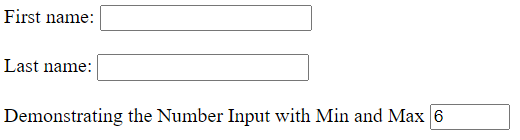 First name:
Last name:
Demonstrating the Number Input with Min and Max 6